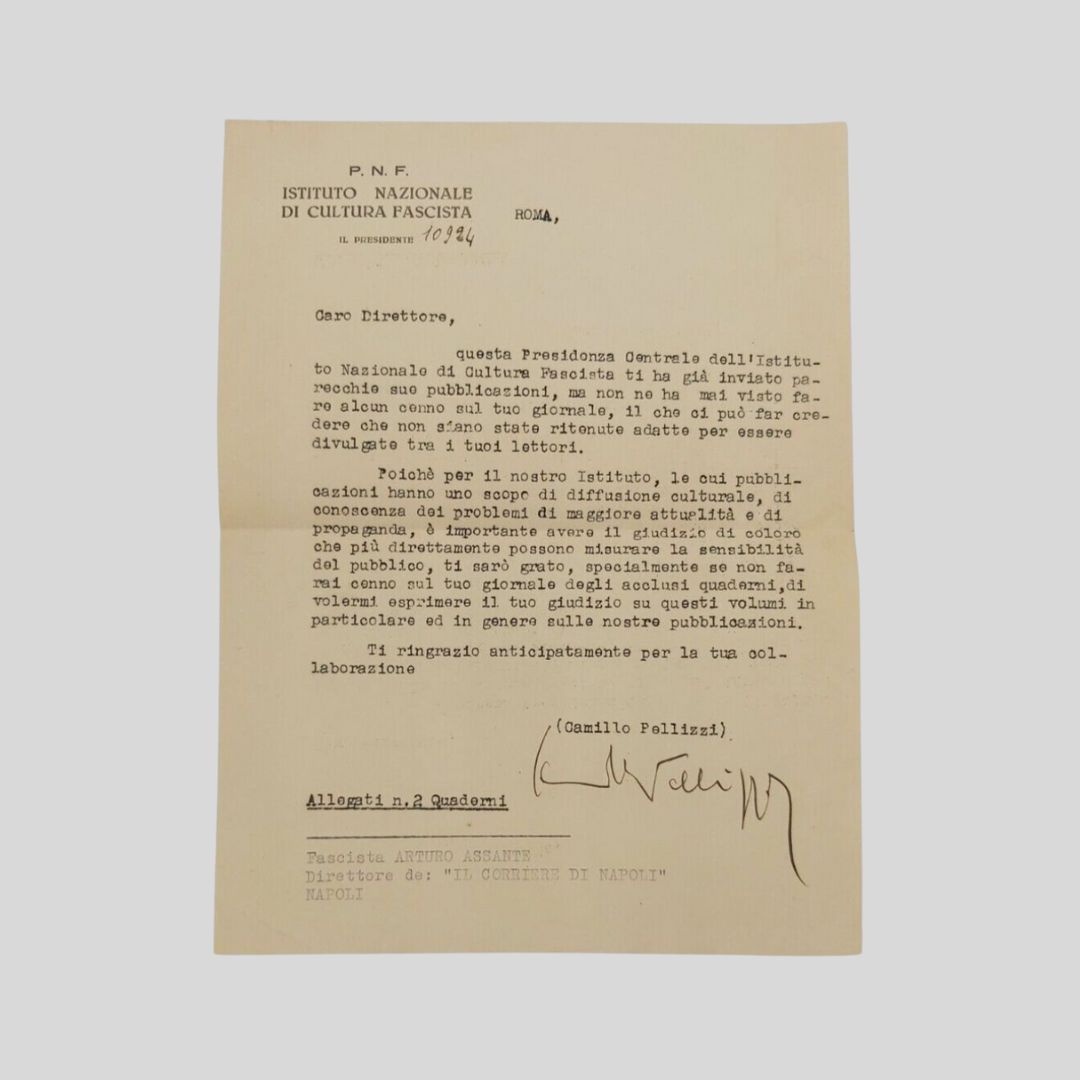 P. N. F.
ISTITUTO NAZIONALE
DI CULTURA FASCISTA
ROMA,
IL PRESIDENTE 10924
Caro Direttore,
questa Presidenza Centrale dell'Istitu-
to Nazionale di Cultura Fascista ti ha già inviato pa-
recchie sue pubblicazioni, ma non ne ha mai visto fa-
re alcun cenno sul tuo giornale, il che ci può far cre-
dere che non siano state ritenute adatte per essere
divulgate tra i tuoi lettori.
Poichè per il nostro Istituto, le cui pubbli-
cazioni hanno uno scopo di diffusione culturale, di
conoscenza dei problemi di maggiore attualità e di
propaganda, è importante avere il giudizio di coloro
che più direttamente possono misurare la sensibilità
del pubblico, ti sarò grato, specialmente se non fa-
rai cenno sul tuo giornale degli acclusi quaderni,di
volermi esprimere il tuo giudizio su questi volumi in
particolare ed in genere sulle nostre pubblicazioni.
Ti ringrazio anticipatamente per la tua col-
laborazione
(Camillo Pellizzi)
Camillo Pellizzi
Allegati n.2 Quaderni
Fascista ARTURO ASSANTE
Direttore de: "IL CORRIERE DI NAPOLI"
NAPOLI